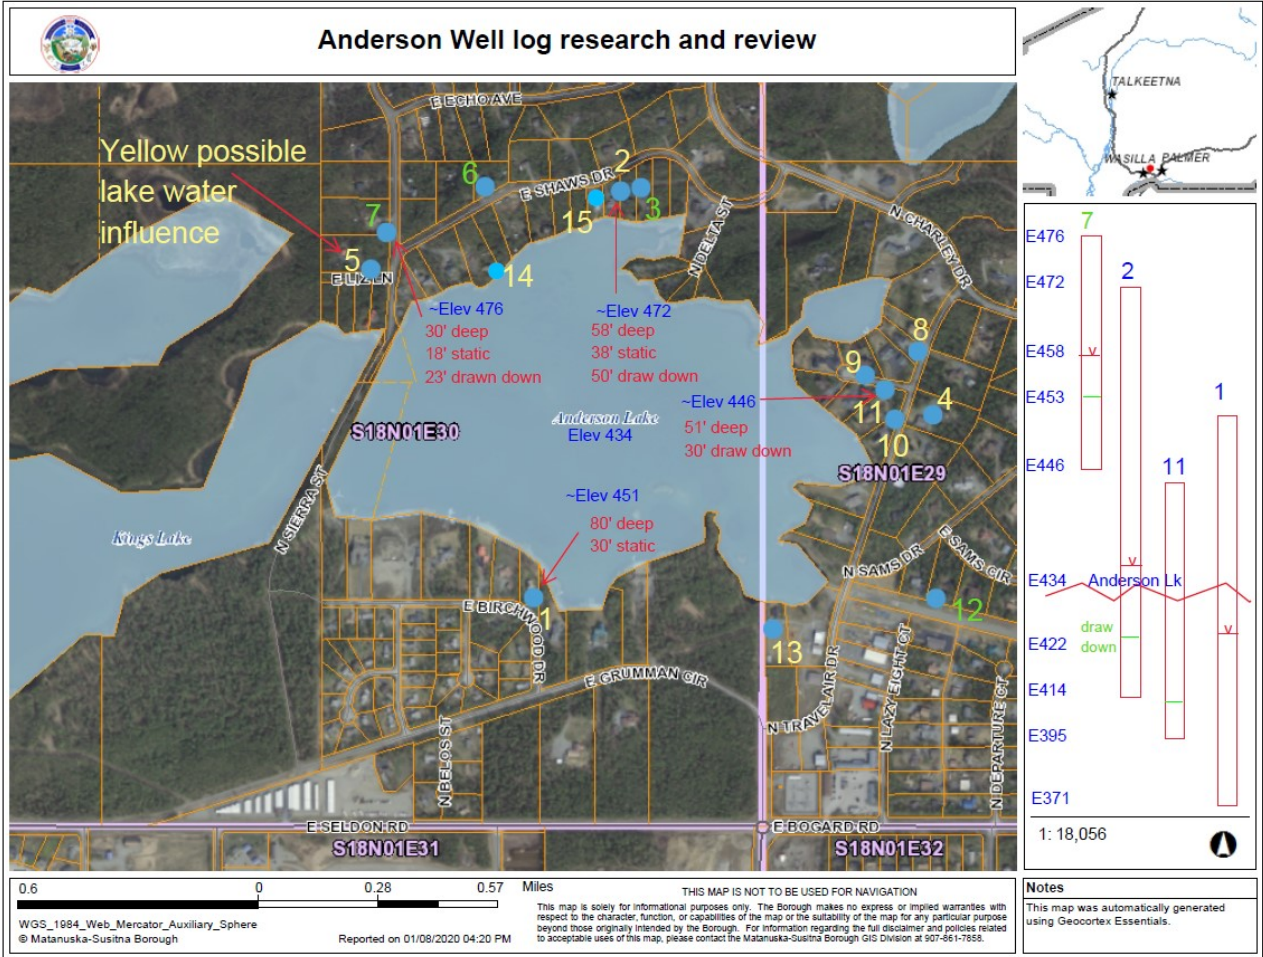 Anderson Well log research and review
TALKEETNA
WASILLA PALMER
E ECHO AVE
Yellow possible
lake water
influence
6
E SHAWS DR
2
15
3
7
5
E LIZ LN
14
N DELTA ST
N CHARLEY DR
~Elev 476
30' deep
18' static
23' drawn down
~Elev 472
58' deep
38' static
50' draw down
8
9
11
4
10
~Elev 446
51' deep
30' draw down
Anderson Lake
Elev 434
S18N01E30
S18N01E29
~Elev 451
80' deep
30' static
Kings Lake
N SIERRA ST
N SAMS DR
E SAMS CIR
E BIRCHWOOD DR
1
12
13
E GRUMMAN CIR
N TRAVELAIR DR
N LAZY EIGHT CT
N DEPARTURE CT
N BELOS ST
E SELDON RD
E BOGARD RD
S18N01E31
S18N01E32
7
E476
2
E472
E458
v
E453
1
E446
11
v
E434
Anderson Lk
v
draw
down
E422
E414
E395
E371
1: 18,056
0.6
0
0.28
0.57
Miles
WGS_1984_Web_Mercator_Auxiliary_Sphere
© Matanuska-Susitna Borough
Reported on 01/08/2020 04:20 PM
THIS MAP IS NOT TO BE USED FOR NAVIGATION
This map is solely for informational purposes only. The Borough makes no express or implied warranties with
respect to the character, function, or capabilities of the map or the suitability of the map for any particular purpose
beyond those originally intended by the Borough. For information regarding the full disclaimer and policies related
to acceptable uses of this map, please contact the Matanuska-Susitna Borough GIS Division at 907-861-7858.
Notes
This map was automatically generated
using Geocortex Essentials.